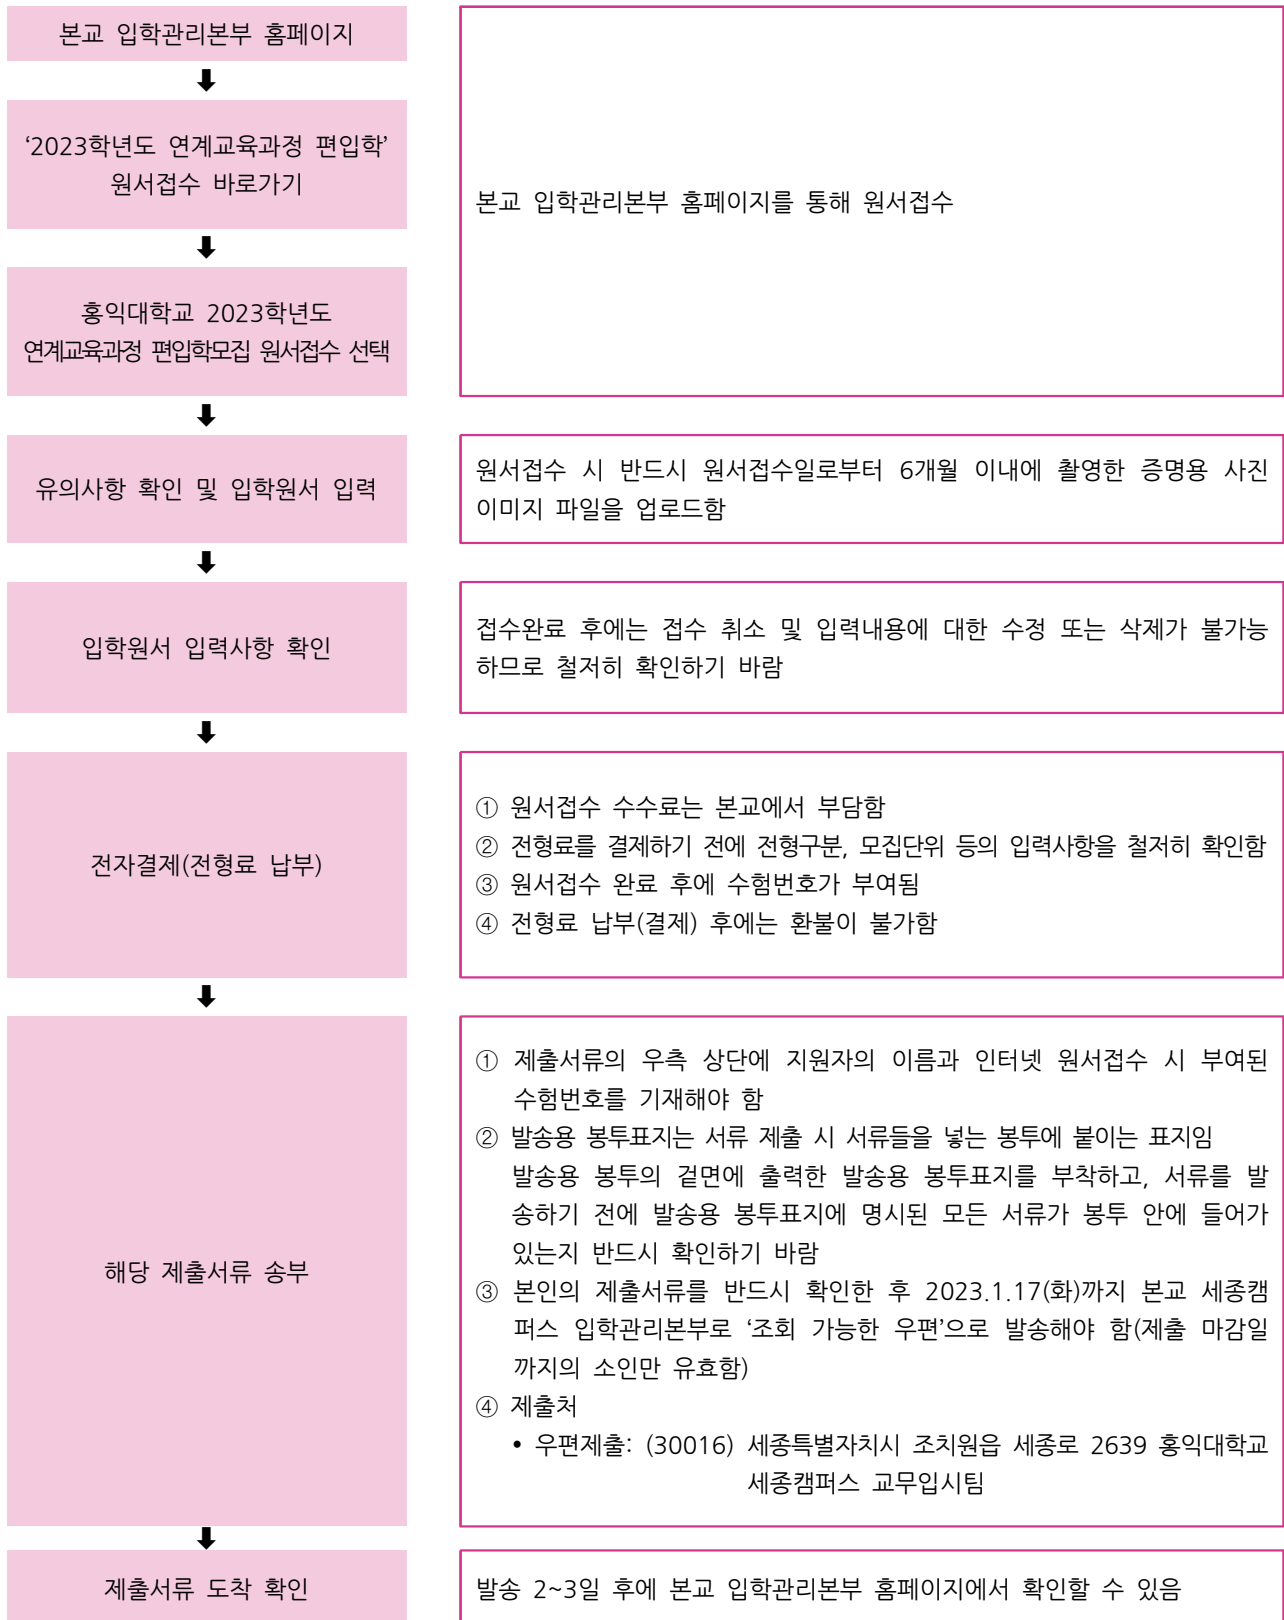 본교 입학관리본부 홈페이지
‘2023학년도 연계교육과정 편입학’
원서접수 바로가기
홍익대학교 2023학년도
연계교육과정 편입학모집 원서접수 선택
본교 입학관리본부 홈페이지를 통해 원서접수
유의사항 확인 및 입학원서 입력
원서접수 시 반드시 원서접수일로부터 6개월 이내에 촬영한 증명용 사진
이미지 파일을 업로드함
입학원서 입력사항 확인
접수완료 후에는 접수 취소 및 입력내용에 대한 수정 또는 삭제가 불가능
하므로 철저히 확인하기 바람
전자결제(전형료 납부)
① 원서접수 수수료는 본교에서 부담함
② 전형료를 결제하기 전에 전형구분, 모집단위 등의 입력사항을 철저히 확인함
③ 원서접수 완료 후에 수험번호가 부여됨
④ 전형료 납부(결제) 후에는 환불이 불가함
해당 제출서류 송부
① 제출서류의 우측 상단에 지원자의 이름과 인터넷 원서접수 시 부여된
수험번호를 기재해야 함
② 발송용 봉투표지는 서류 제출 시 서류들을 넣는 봉투에 붙이는 표지임
발송용 봉투의 겉면에 출력한 발송용 봉투표지를 부착하고, 서류를 발
송하기 전에 발송용 봉투표지에 명시된 모든 서류가 봉투 안에 들어가
있는지 반드시 확인하기 바람
③ 본인의 제출서류를 반드시 확인한 후 2023.1.17(화)까지 본교 세종캠
퍼스 입학관리본부로 ‘조회 가능한 우편’으로 발송해야 함(제출 마감일
까지의 소인만 유효함)
④ 제출처
• 우편제출: (30016) 세종특별자치시 조치원읍 세종로 2639 홍익대학교
세종캠퍼스 교무입시팀
제출서류 도착 확인
발송 2~3일 후에 본교 입학관리본부 홈페이지에서 확인할 수 있음